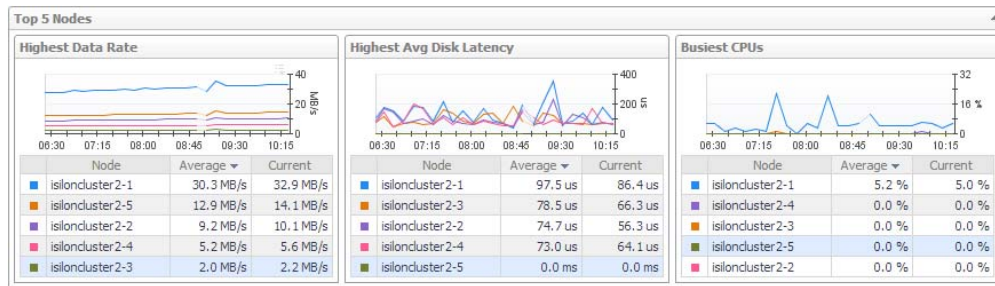 Top 5 Nodes
Highest Data Rate
40
20
0
MB/s
06:30 07:15 08:00 08:45 09:30 10:15
Node Average Current
isiloncluster2-1 30.3 MB/s 32.9 MB/s
isiloncluster2-5 12.9 MB/s 14.1 MB/s
isiloncluster2-2 9.2 MB/s 10.1 MB/s
isiloncluster2-4 5.2 MB/s 5.6 MB/s
isiloncluster2-3 2.0 MB/s 2.2 MB/s
Highest Avg Disk Latency
400
200
0
us
06:30 07:15 08:00 08:45 09:30 10:15
Node Average Current
isiloncluster2-1 97.5 us 86.4 us
isiloncluster2-3 78.5 us 66.3 us
isiloncluster2-2 74.7 us 56.3 us
isiloncluster2-4 73.0 us 64.1 us
isiloncluster2-5 0.0 ms 0.0 ms
Busiest CPUs
32
16 %
0
06:30 07:15 08:00 08:45 09:30 10:15
Node Average Current
isiloncluster2-1 5.2 % 5.0 %
isiloncluster2-4 0.0 % 0.0 %
isiloncluster2-3 0.0 % 0.0 %
isiloncluster2-5 0.0 % 0.0 %
isiloncluster2-2 0.0 % 0.0 %